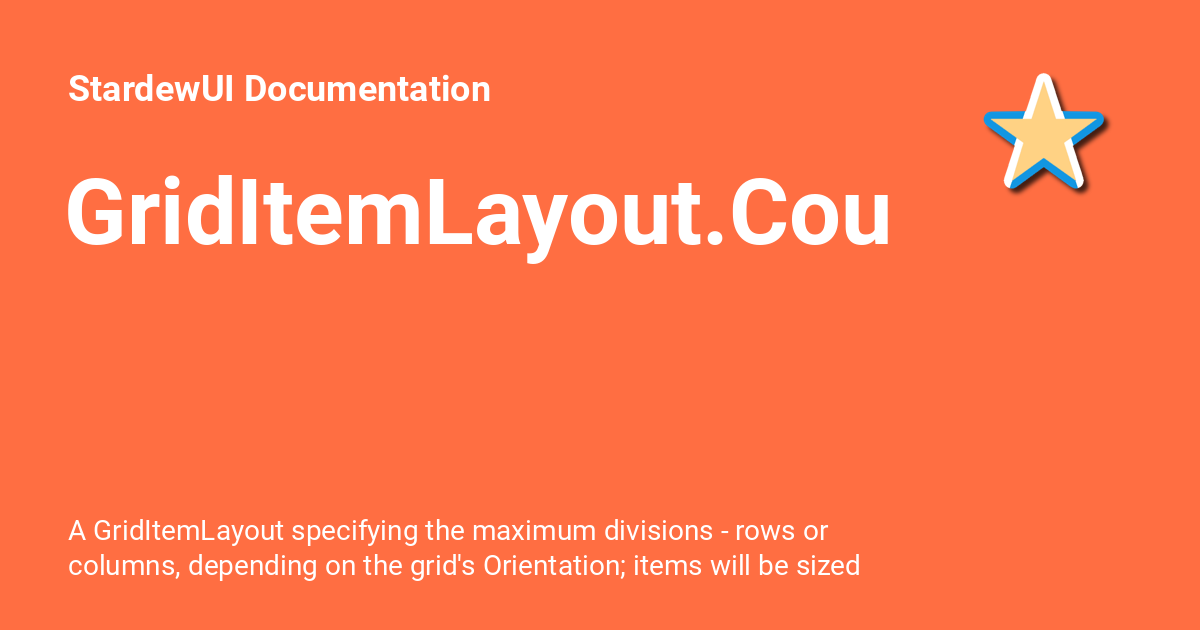 StardewUI Documentation
GridItemLayout.Cou
A GridItemLayout specifying the maximum divisions - rows or
columns, depending on the grid's Orientation; items will be sized